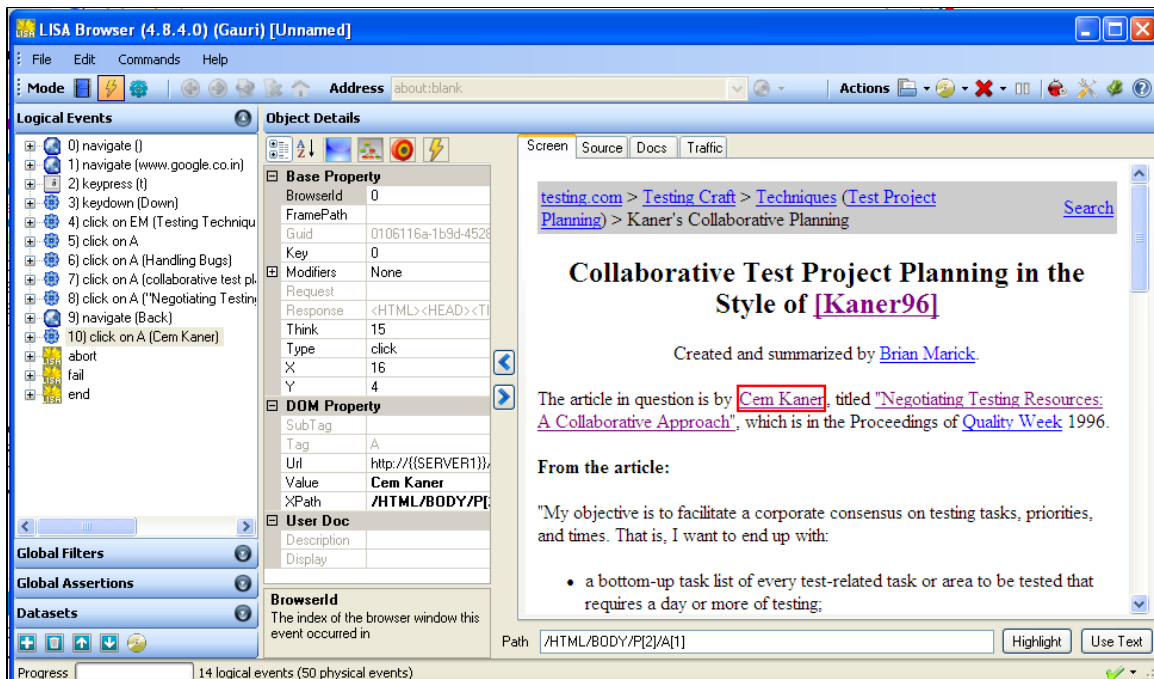 LISA Browser (4.8.4.0) (Gauri) [Unnamed]
File Edit Commands Help
Mode Address about:blank Actions
Logical Events
0) navigate ()
1) navigate (www.google.co.in)
2) keypress (t)
3) keydown (Down)
4) click on EM (Testing Techniqu
5) click on A
6) click on A (Handling Bugs)
7) click on A (collaborative test pl
8) click on A ("Negotiating Testing
9) navigate (Back)
10) click on A (Cem Kaner)
abort
fail
end
Global Filters
Global Assertions
Datasets
Object Details
Base Property
BrowserId 0
FramePath
Guid 0106116a-1b9d-4528
Key 0
Modifiers None
Request
Response <HTML><HEAD><TI
Think 15
Type click
X 16
Y 4
DOM Property
SubTag
Tag A
Url http://{{SERVER1}}/
Value Cem Kaner
XPath /HTML/BODY/P[
User Doc
Description
Display
BrowserId
The index of the browser window this
event occurred in
Screen Source Docs Traffic
testing.com > Testing Craft > Techniques (Test Project
Planning) > Kaner's Collaborative Planning
Search
Collaborative Test Project Planning in the
Style of [Kaner96]
Created and summarized by Brian Marick.
The article in question is by Cem Kaner, titled "Negotiating Testing Resources:
A Collaborative Approach", which is in the Proceedings of Quality Week 1996.
From the article:
"My objective is to facilitate a corporate consensus on testing tasks, priorities,
and times. That is, I want to end up with:
• a bottom-up task list of every test-related task or area to be tested that
requires a day or more of testing;
Path /HTML/BODY/P[2]/A[1] Highlight Use Text
Progress 14 logical events (50 physical events)